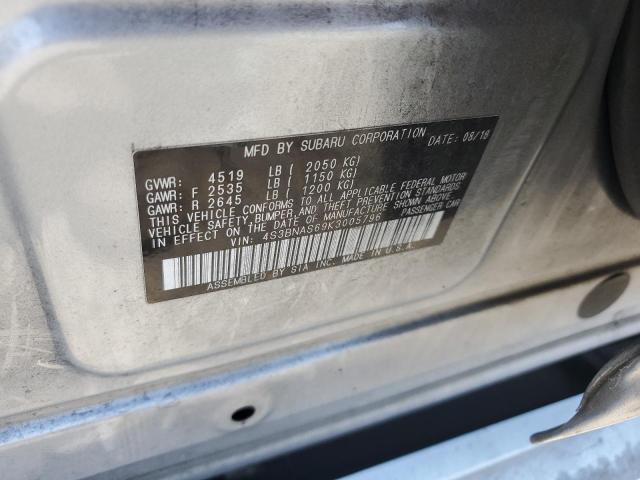 MFD BY SUBARU CORPORATION DATE: 08/18
GVWR: 4519 LB ( 2050 KG)
GAWR: F 2535 LB ( 1150 KG)
GAWR: R 2645 LB ( 1200 KG)
THIS VEHICLE CONFORMS TO ALL APPLICABLE FEDERAL MOTOR
VEHICLE SAFETY, BUMPER, AND THEFT PREVENTION STANDARDS
IN EFFECT ON THE DATE OF MANUFACTURE SHOWN ABOVE.
VIN: 4S3BNAS69K3005796 PASSENGER CAR
ASSEMBLED BY SIA INC. MADE IN U.S.A.